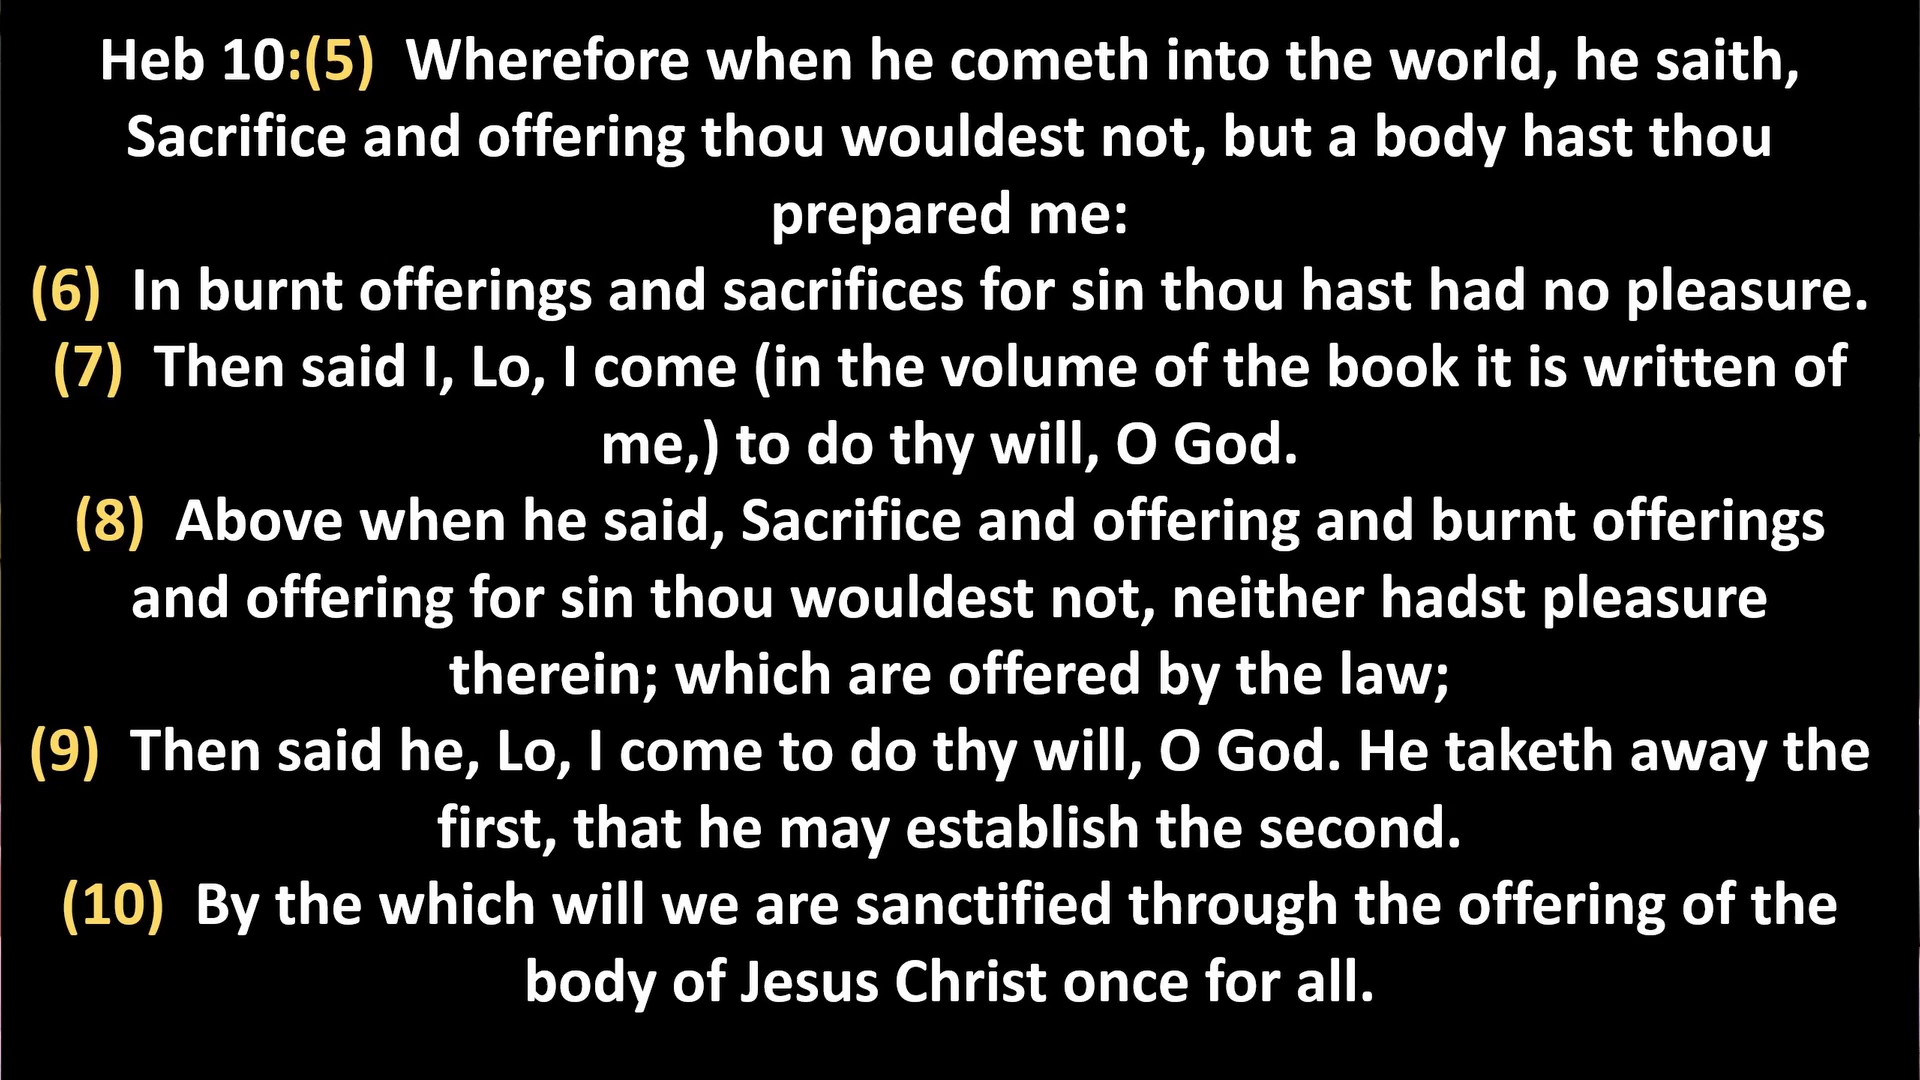 Heb 10:(5)  Wherefore when he cometh into the world, he saith,
Sacrifice and offering thou wouldest not, but a body hast thou
prepared me:
(6)  In burnt offerings and sacrifices for sin thou hast had no pleasure.
(7)  Then said I, Lo, I come (in the volume of the book it is written of
me,) to do thy will, O God.
(8)  Above when he said, Sacrifice and offering and burnt offerings
and offering for sin thou wouldest not, neither hadst pleasure
therein; which are offered by the law;
(9)  Then said he, Lo, I come to do thy will, O God. He taketh away the
first, that he may establish the second.
(10)  By the which will we are sanctified through the offering of the
body of Jesus Christ once for all.